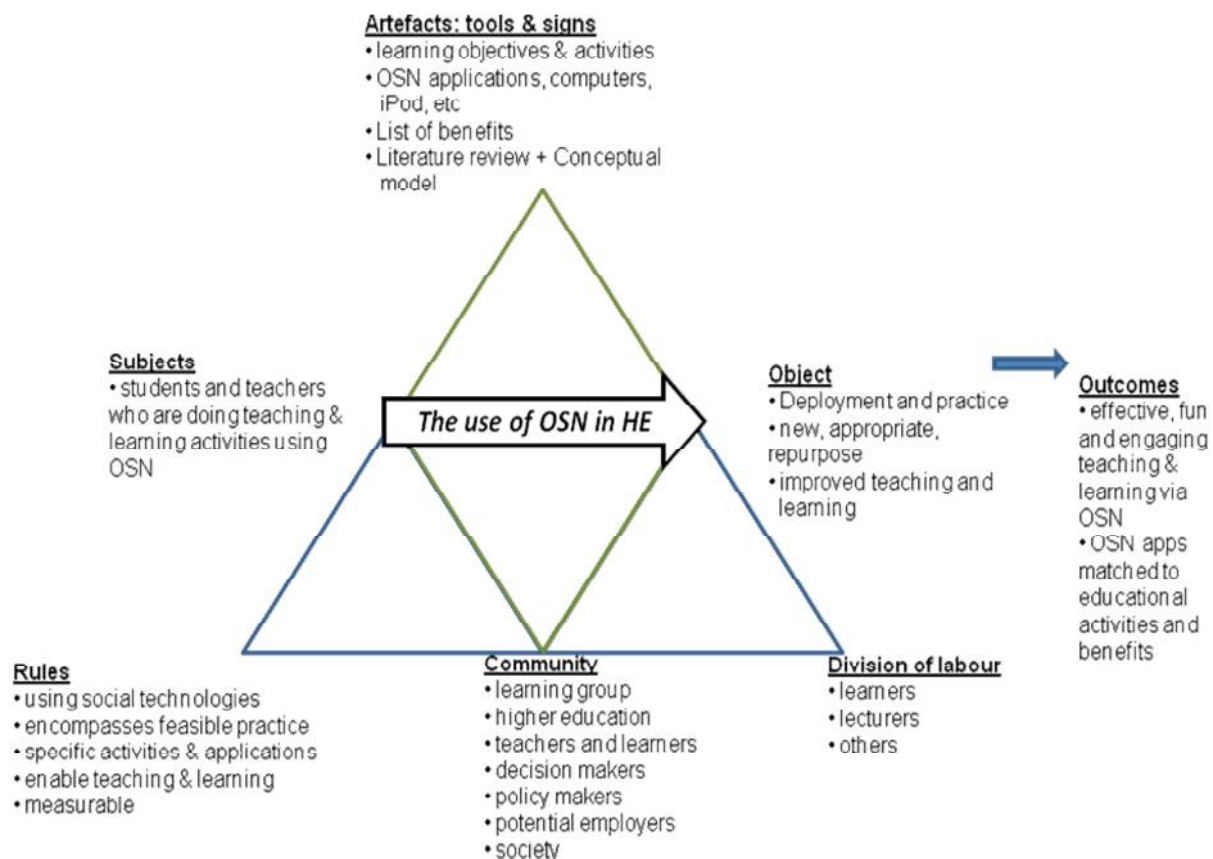 Artefacts: tools & signs
• learning objectives & activities
• OSN applications, computers,
iPod, etc
• List of benefits
• Literature review + Conceptual
model
Subjects
• students and teachers
who are doing teaching &
learning activities using
OSN
The use of OSN in HE
Object
• Deployment and practice
• new, appropriate,
repurpose
• improved teaching and
learning
Outcomes
• effective, fun
and engaging
teaching &
learning via
OSN
• OSN apps
matched to
educational
activities and
benefits
Rules
• using social technologies
• encompasses feasible practice
• specific activities & applications
• enable teaching & learning
• measurable
Community
• learning group
• higher education
• teachers and learners
• decision makers
• policy makers
• potential employers
• society
Division of labour
• learners
• lecturers
• others